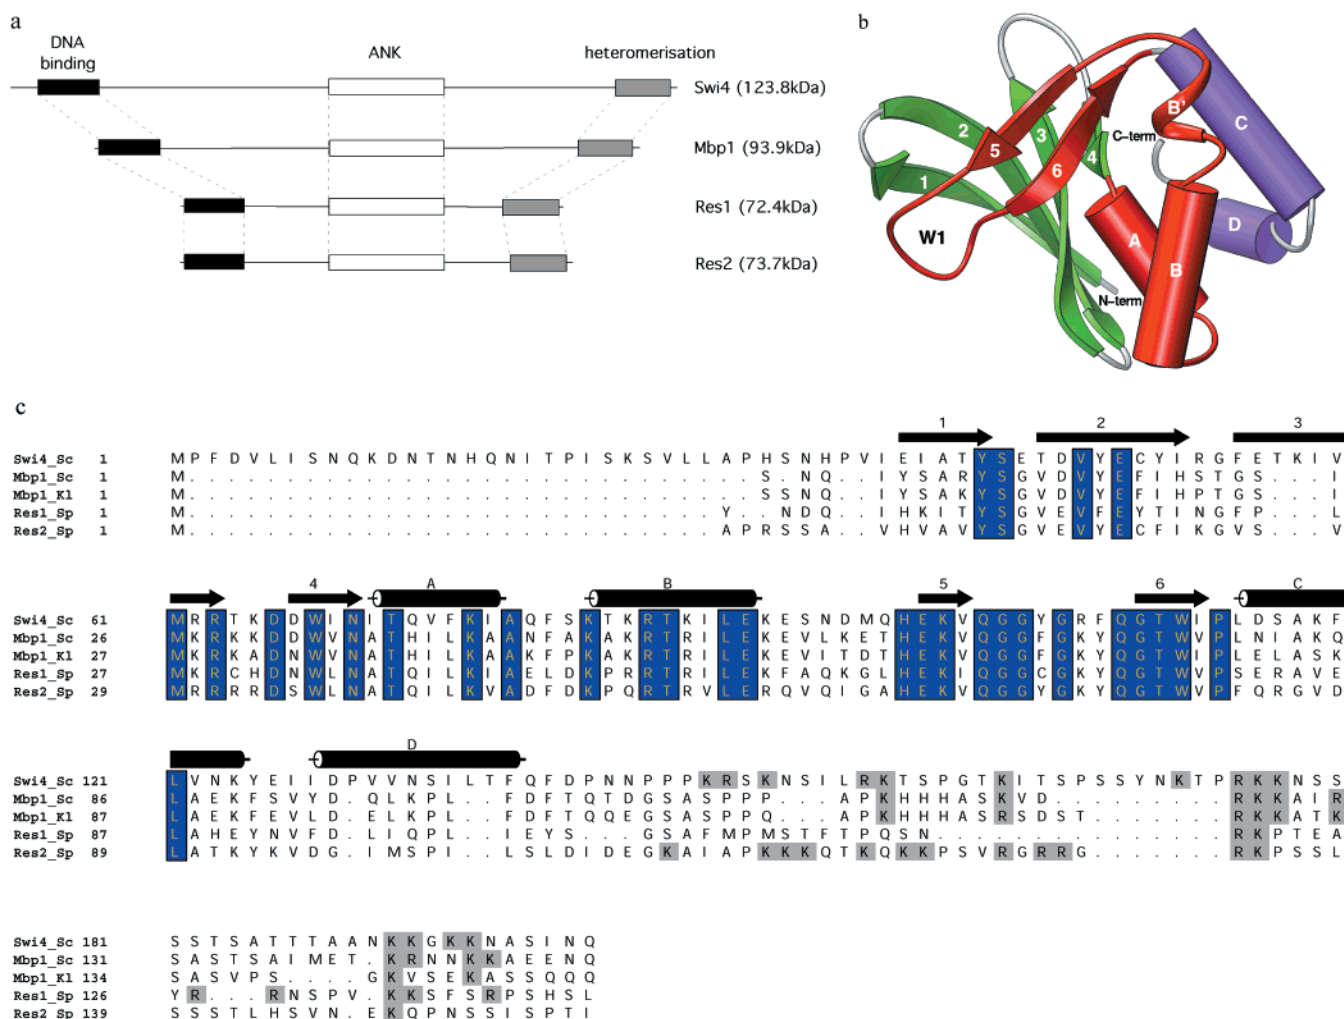 a
DNA binding
ANK
heteromerisation
Swi4 (123.8kDa)
Mbp1 (93.9kDa)
Res1 (72.4kDa)
Res2 (73.7kDa)
b
B'
C
2
3
C-term
4
5
1
6
W1
A
D
B
N-term
c
1 2 3
Swi4_Sc 1 M P F D V L I S N Q K D N T N H Q N I T P I S K S V L L A P H S N H P V I E I A T Y S E T D V Y E C Y I R G F E T K I V
Mbp1_Sc 1 M . . . . . . . . . . . . . . . . . . . . . . . . . . . . . S . N Q . . I Y S A R Y S G V D V Y E F I H S T G S . . . I
Mbp1_Kl 1 M . . . . . . . . . . . . . . . . . . . . . . . . . . . . . S S N Q . . I Y S A K Y S G V D V Y E F I H P T G S . . . V
Res1_Sp 1 M . . . . . . . . . . . . . . . . . . . . . . . . . . . Y . . N D Q . . I H K I T Y S G V E V F E Y T I N G F P . . . L
Res2_Sp 1 M . . . . . . . . . . . . . . . . . . . . . . . . . . . A P R S S A . . V H V A V Y S G V E V Y E C F I K G V S . . . V
4 A B 5 6 C
Swi4_Sc 61 M R R T K D D W I N I T Q V F K I A Q F S K T K R T K I L E K E S N D M Q H E K V Q G G Y G R F Q G T W I P L D S A K F
Mbp1_Sc 26 M K R K K D D W V N A T H I L K A A N F A K A K R T R I L E K E V L K E T H E K V Q G G F G K Y Q G T W V P L N I A K Q
Mbp1_Kl 27 M K R K A D N W V N A T H I L K A A K F P K A K R T R I L E K E V I T D T H E K V Q G G F G K Y Q G T W I P L E L A S K
Res1_Sp 27 M K R C H D N W L N A T Q I L K I A E L D K P R R T R I L E K F A Q K G L H E K I Q G G C G K Y Q G T W V P S E R A V E
Res2_Sp 29 M R R R R D S W L N A T Q I L K V A D F D K P Q R T R V L E R Q V Q I G A H E K V Q G G Y G K Y Q G T W V P F Q R G V D
D
Swi4_Sc 121 L V N K Y E I I D P V V N S I L T F Q F D P N N P P P K R S K N S I L R K T S P G T K I T S P S S Y N K T P R K K N S S
Mbp1_Sc 86 L A E K F S V Y D . Q L K P L . . F D F T Q T D G S A S P P P . . . A P K H H H A S K V D . . . . . . . . . R K K A I R
Mbp1_Kl 87 L A E K F E V L D . E L K P L . . F D F T Q Q E G S A S P P Q . . . A P K H H H A S R S D S T . . . . . . . R K K A T K
Res1_Sp 87 L A H E Y N V F D . L I Q P L . . I E Y S . . . G S A F M P M S T F T P Q S N . . . . . . . . . . . . . . . R K P T E A
Res2_Sp 89 L A T K Y K V D G . I M S P I . . L S L D I D E G K A I A P K K K Q T K Q K K P S V R G R R G . . . . . . . R K P S S L
Swi4_Sc 181 S S T S A T T T A A N K K G K K N A S I N Q
Mbp1_Sc 131 S A S T S A I M E T . K R N N K K A E E N Q
Mbp1_Kl 134 S A S V P S . . . . G K V S E K A S S Q Q Q
Res1_Sp 126 Y R . . . R N S P V . K K S F S R P S H S L
Res2_Sp 139 S S S T L H S V N . E K Q P N S S I S P T I